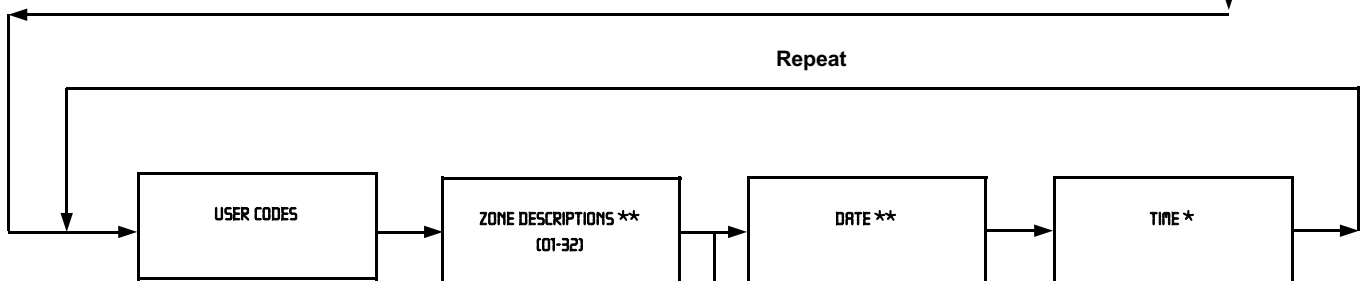 Repeat
USER CODES
ZONE DESCRIPTIONS **
(01-32)
DATE **
TIME *